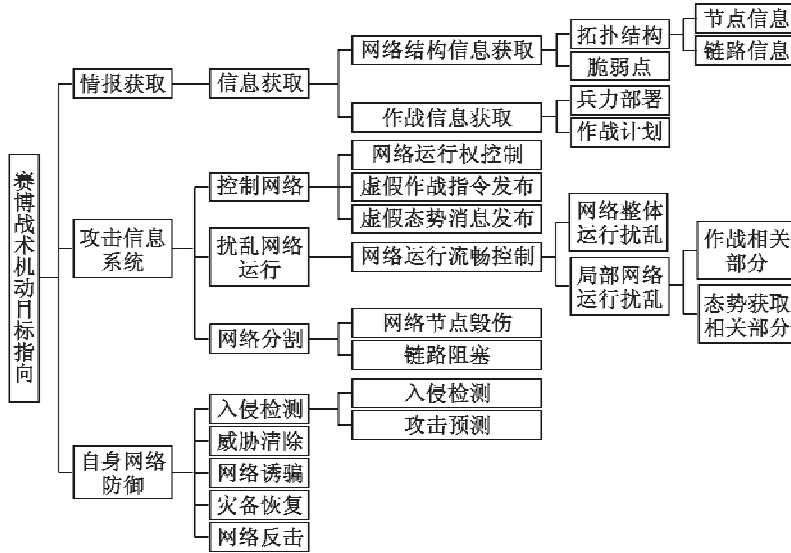 赛博战术机动目标指向
情报获取
信息获取
网络结构信息获取
拓扑结构
节点信息
链路信息
脆弱点
作战信息获取
兵力部署
作战计划
攻击信息
系统
控制网络
网络运行权控制
虚假作战指令发布
虚假态势消息发布
扰乱网络
运行
网络运行流畅控制
网络整体
运行扰乱
局部网络
运行扰乱
作战相关
部分
态势获取
相关部分
网络分割
网络节点毁伤
链路阻塞
自身网络
防御
入侵检测
入侵检测
攻击预测
威胁清除
网络诱骗
灾备恢复
网络反击